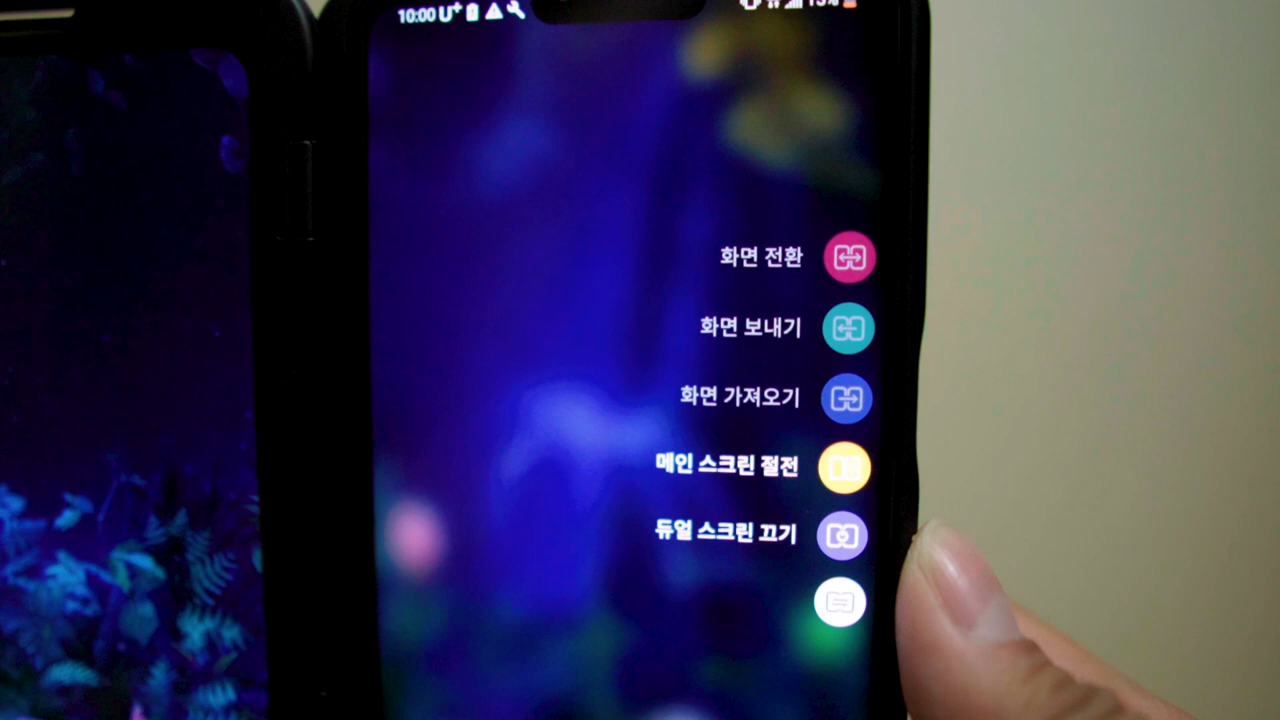 10:00 U+
화면 전환
화면 보내기
화면 가져오기
메인 스크린 절전
듀얼 스크린 끄기